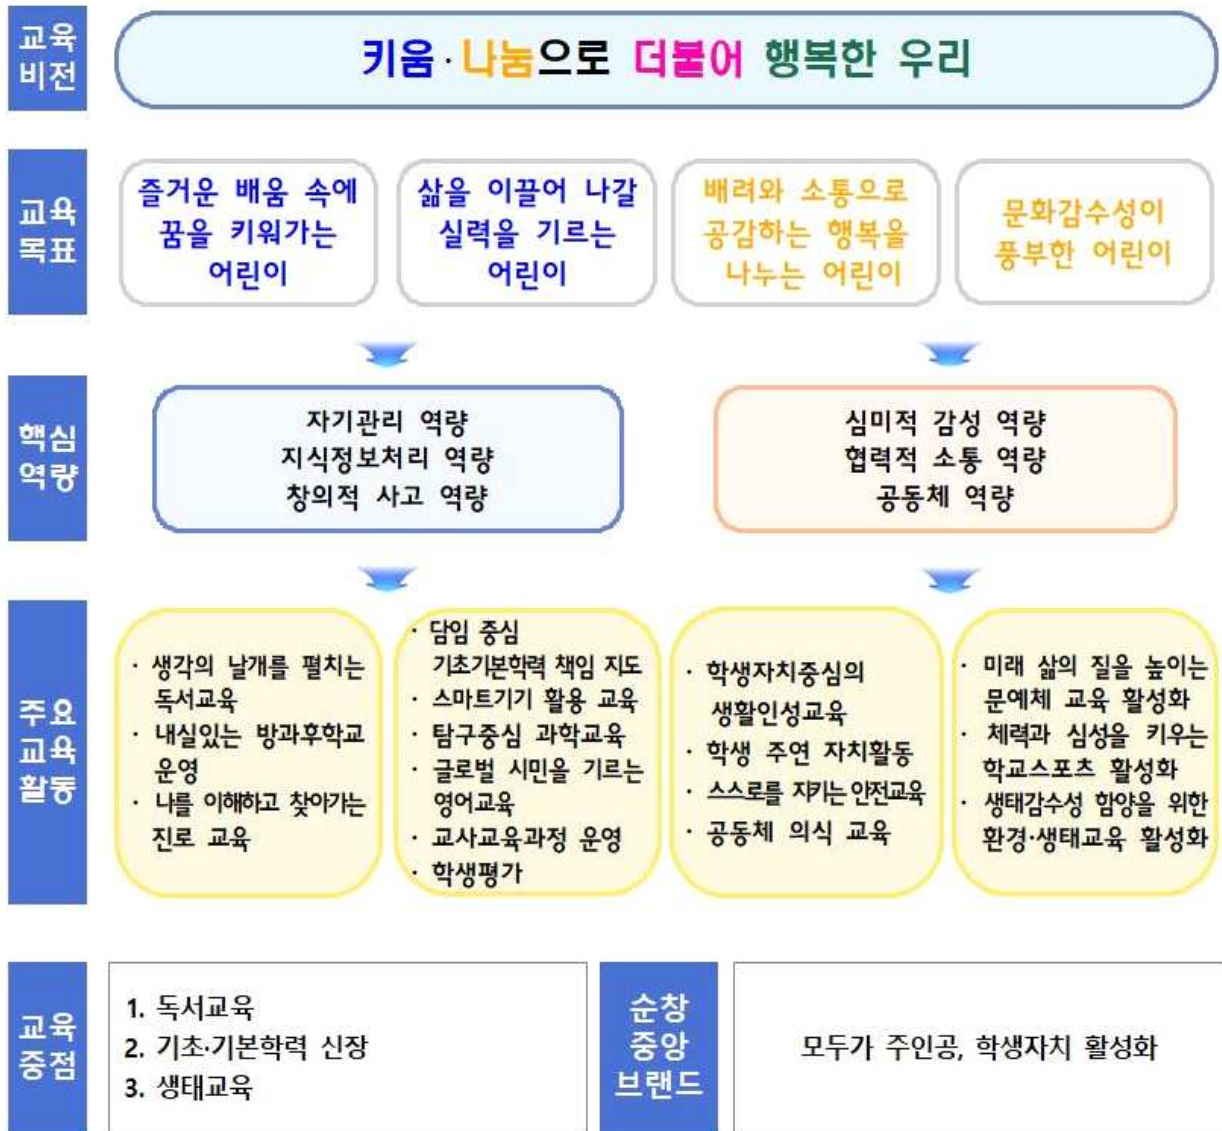 교육
비전
키움·나눔으로 더불어 행복한 우리
교육
목표
즐거운 배움 속에
꿈을 키워가는
어린이
삶을 이끌어 나갈
실력을 기르는
어린이
배려와 소통으로
공감하는 행복을
나누는 어린이
문화감수성이
풍부한 어린이
핵심
역량
자기관리 역량
지식정보처리 역량
창의적 사고 역량
심미적 감성 역량
협력적 소통 역량
공동체 역량
주요
교육
활동
· 생각의 날개를 펼치는
독서교육
· 내실있는 방과후학교
운영
· 나를 이해하고 찾아가는
진로 교육
· 담임 중심
기초기본학력 책임 지도
· 스마트기기 활용 교육
· 탐구중심 과학교육
· 글로벌 시민을 기르는
영어교육
· 교사교육과정 운영
· 학생평가
· 학생자치중심의
생활인성교육
· 학생 주연 자치활동
· 스스로를 지키는 안전교육
· 공동체 의식 교육
· 미래 삶의 질을 높이는
문예체 교육 활성화
· 체력과 심성을 키우는
학교스포츠 활성화
· 생태감수성 함양을 위한
환경·생태교육 활성화
교육
중점
1. 독서교육
2. 기초·기본학력 신장
3. 생태교육
순창
중앙
브랜드
모두가 주인공, 학생자치 활성화